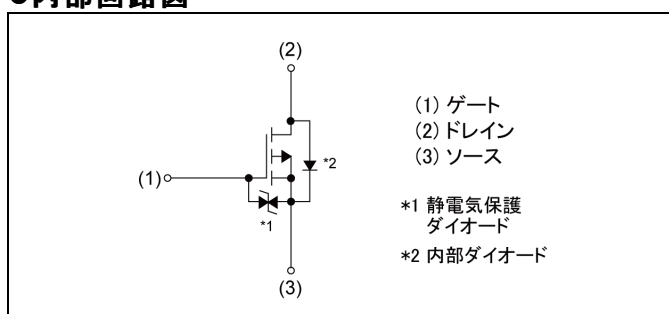 ●内部回路図
(2)
(1)
*2
*1
(3)
(1) ゲート
(2) ドレイン
(3) ソース
*1 静電気保護
ダイオード
*2 内部ダイオード